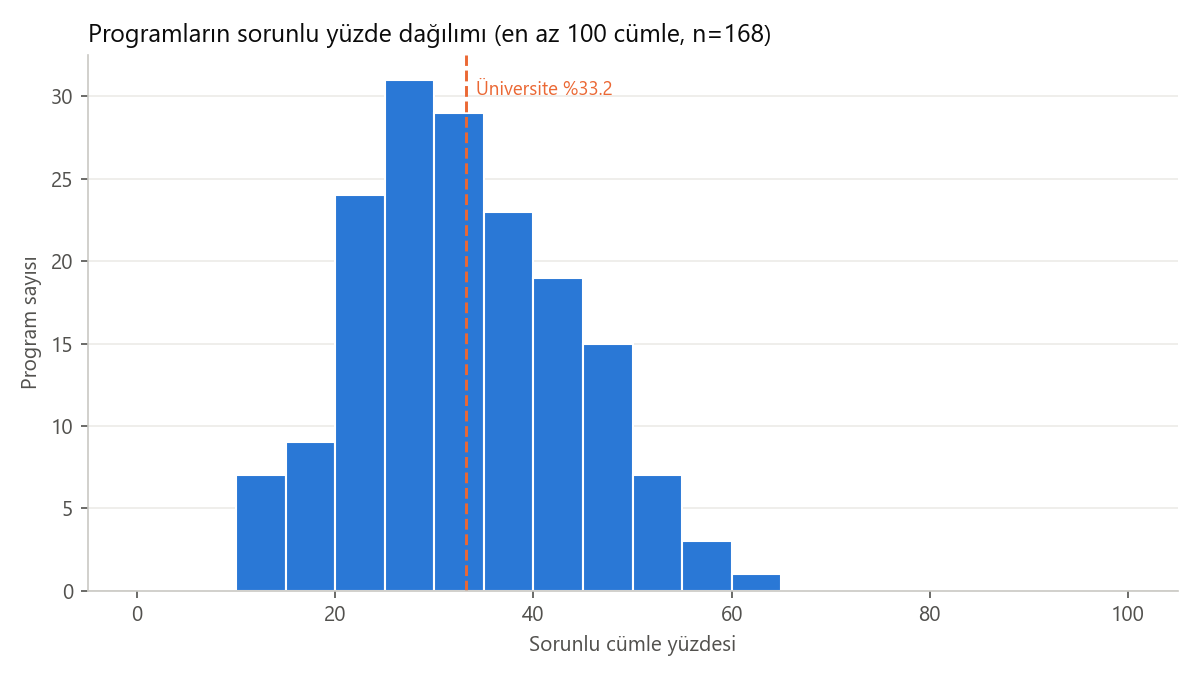 Programların sorunlu yüzde dağılımı (en az 100 cümle, n=168)
Üniversite %33.2
30
25
20
15
10
5
0
Program sayısı
0 20 40 60 80 100
Sorunlu cümle yüzdesi